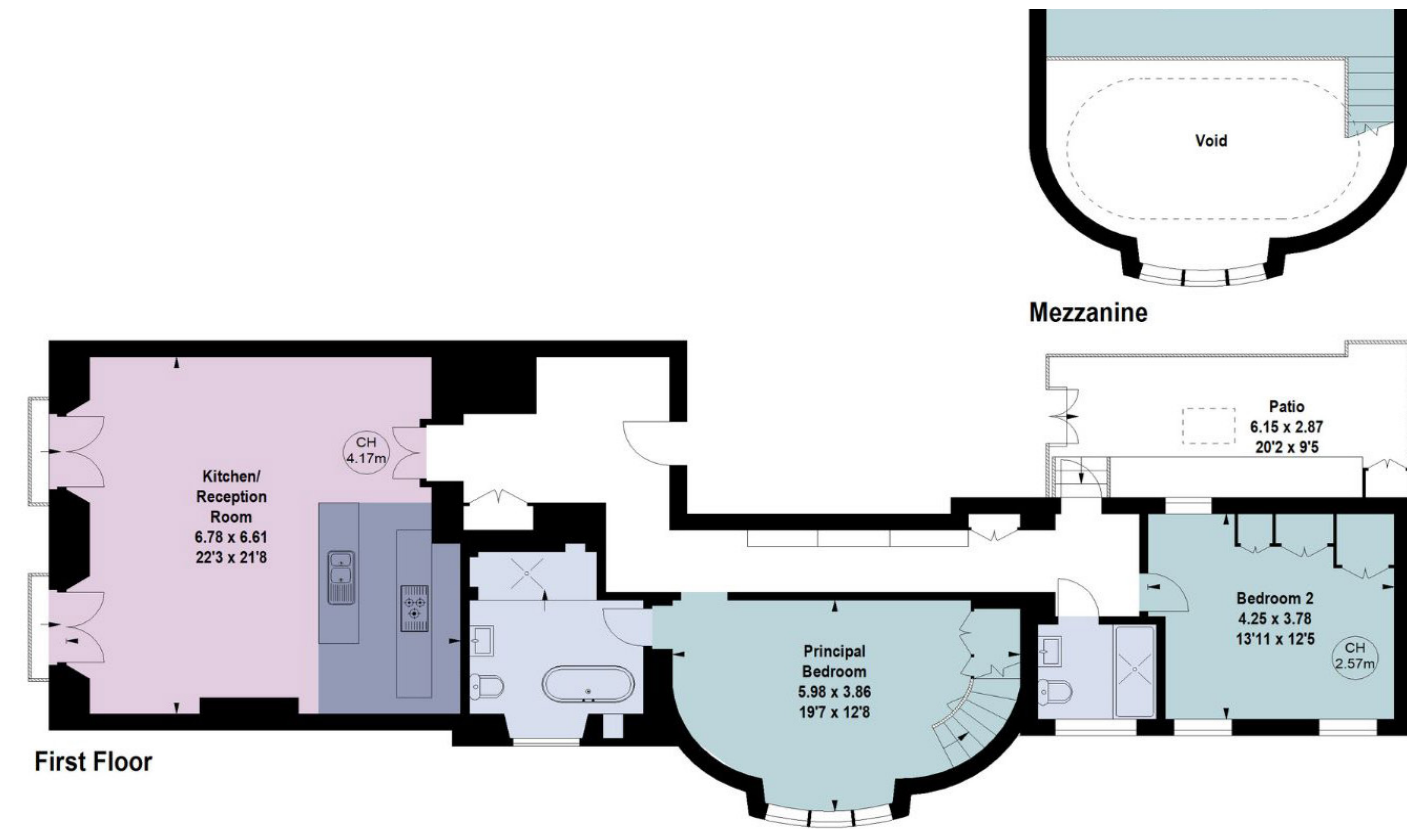 Void
Mezzanine
Patio
6.15 x 2.87
20'2 x 9'5
CH
4.17m
Kitchen/
Reception
Room
6.78 x 6.61
22'3 x 21'8
Principal
Bedroom
5.98 x 3.86
19'7 x 12'8
Bedroom 2
4.25 x 3.78
13'11 x 12'5
CH
2.57m
First Floor